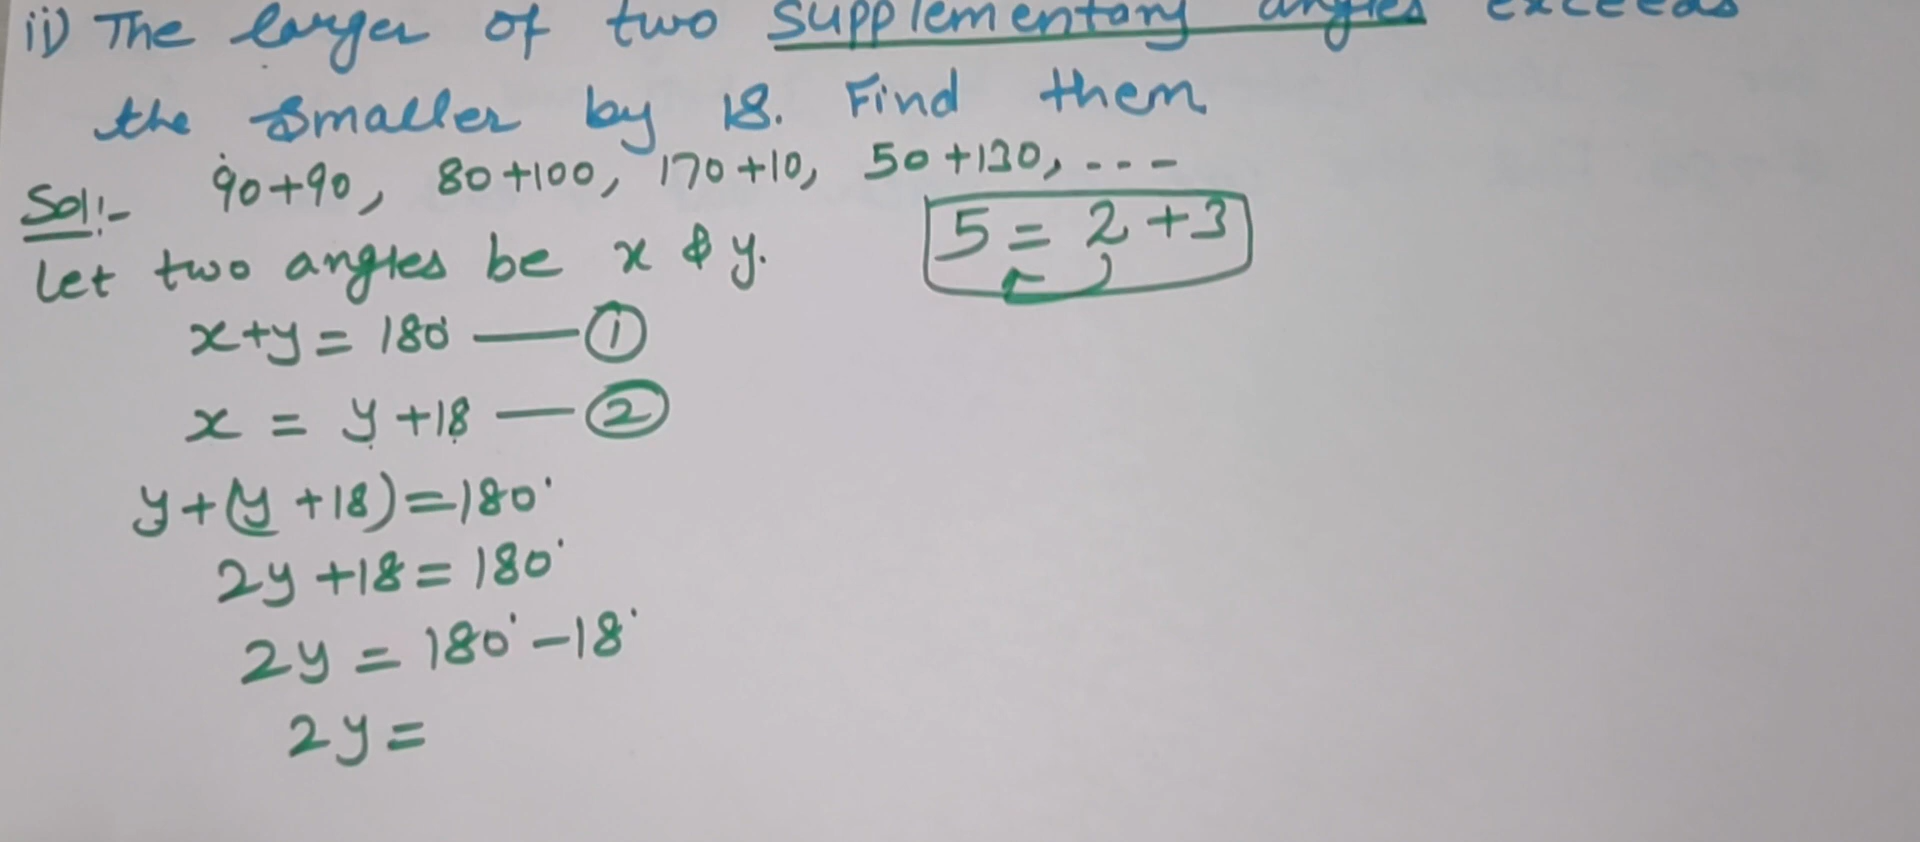 ii) The larger of two supplementary angles exceeds
the smaller by 18. Find them
Sol:- 90+90, 80+100, 170+10, 50+130, ---
Let two angles be x & y. 5 = 2+3
x+y = 180° —— ①
x = y+18 —— ②
y+(y+18)=180°
2y+18=180°
2y = 180°-18°
2y =